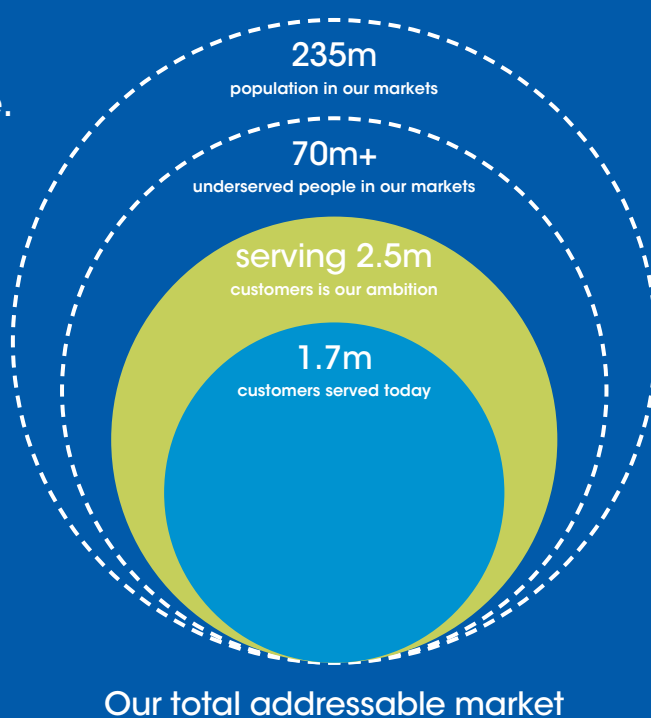 235m
population in our markets
70m+
underserved people in our markets
serving 2.5m
customers is our ambition
1.7m
customers served today
Our total addressable market